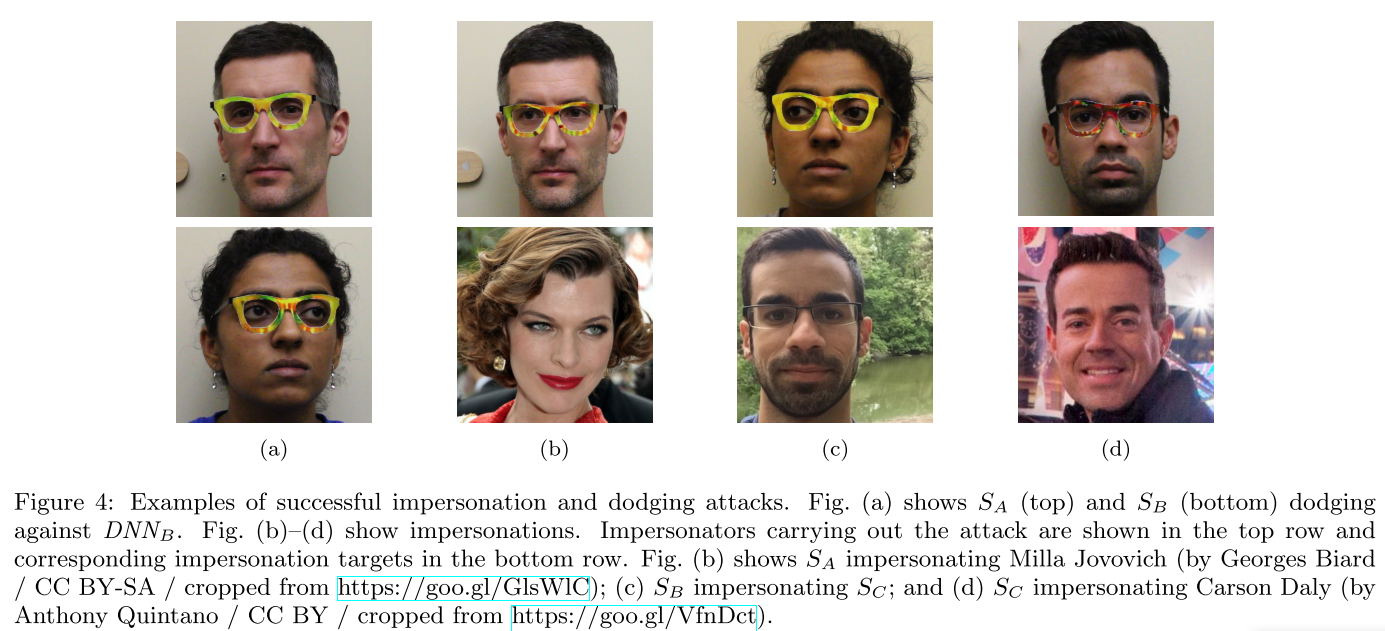 (a) (b) (c) (d)
Figure 4: Examples of successful impersonation and dodging attacks. Fig. (a) shows S_A (top) and S_B (bottom) dodging
against DNN_B. Fig. (b)–(d) show impersonations. Impersonators carrying out the attack are shown in the top row and
corresponding impersonation targets in the bottom row. Fig. (b) shows S_A impersonating Milla Jovovich (by Georges Biard
/ CC BY-SA / cropped from https://goo.gl/GlsWlC); (c) S_B impersonating S_C; and (d) S_C impersonating Carson Daly (by
Anthony Quintano / CC BY / cropped from https://goo.gl/VfnDct).